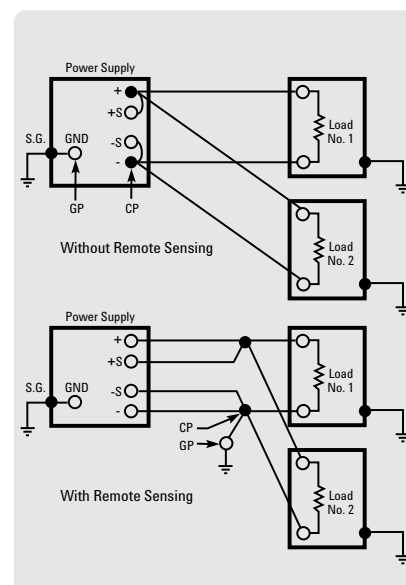 Power Supply
+
+S
S.G. GND
-S
-
GP CP
Load
No. 1
Without Remote Sensing
Load
No. 2
Power Supply
+
+S
S.G. GND
-S
-
CP
GP
Load
No. 1
With Remote Sensing
Load
No. 2